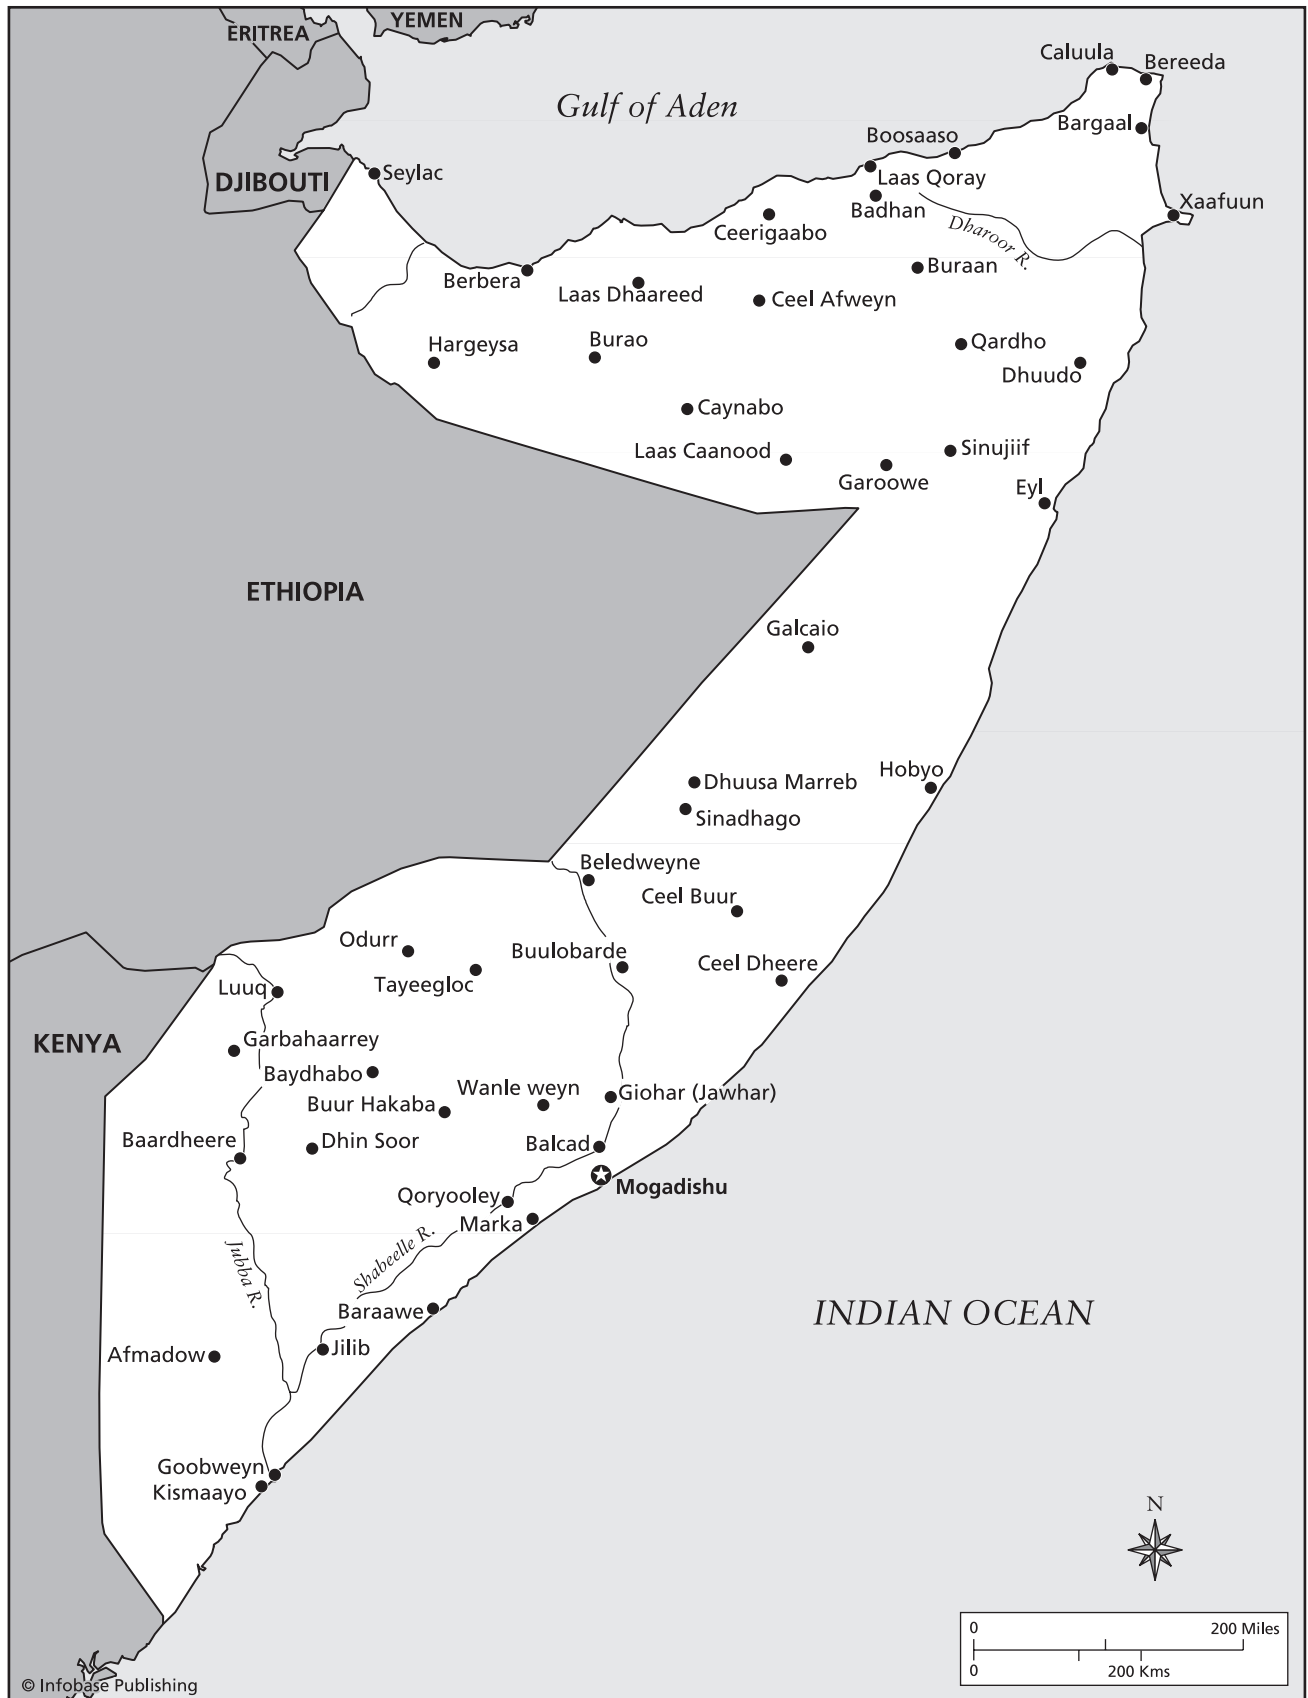 YEMEN
ERITREA
Caluula
Bereeda
Gulf of Aden
Bargaal
Boosaaso
DJIBOUTI
Seylac
Laas Qoray
Badhan
Xaafuun
Ceerigaabo
Dharoor R.
Berbera
Laas Dhaareed
Buraan
Ceel Afweyn
Hargeysa
Burao
Qardho
Dhuudo
Caynabo
Laas Caanood
Sinujiif
Garoowe
Eyl
ETHIOPIA
Galcaio
Hobyo
Dhuusa Marreb
Sinadhago
Beledweyne
Ceel Buur
Odurr
Buulobarde
Ceel Dheere
Tayeegloc
Luuq
KENYA
Garbahaarrey
Baydhabo
Wanle weyn
Giohar (Jawhar)
Buur Hakaba
Baardheere
Dhin Soor
Balcad
Mogadishu
Qoryooley
Marka
Jubba R.
Shabeelle R.
Baraawe
INDIAN OCEAN
Afmadow
Jilib
Goobweyn
Kismaayo
N
0 200 Miles
0 200 Kms
© Infobase Publishing